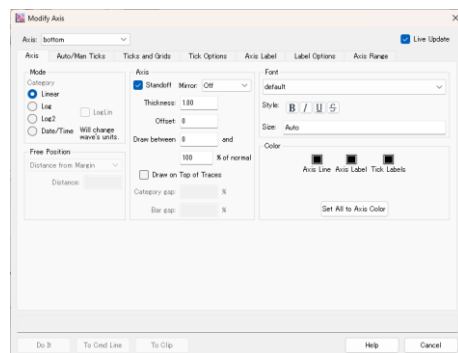 Modify Axis
Axis: bottom
Live Update
Axis Auto/Man Ticks Ticks and Grids Tick Options Axis Label Label Options Axis Range
Mode
Category
Linear
Log
Log2
LogLin
Date/Time
Will change
wave's units.
Free Position
Distance from Margin
Distance:
Axis
Standoff Mirror: Off
Thickness: 1.00
Offset: 0
Draw between 0 and
100 % of normal
Draw on Top of Traces
Category gap: %
Bar gap: %
Font
default
Style: B I U S
Size: Auto
Color
Axis Line Axis Label Tick Labels
Set All to Axis Color
Do It To Cmd Line To Clip Help Cancel